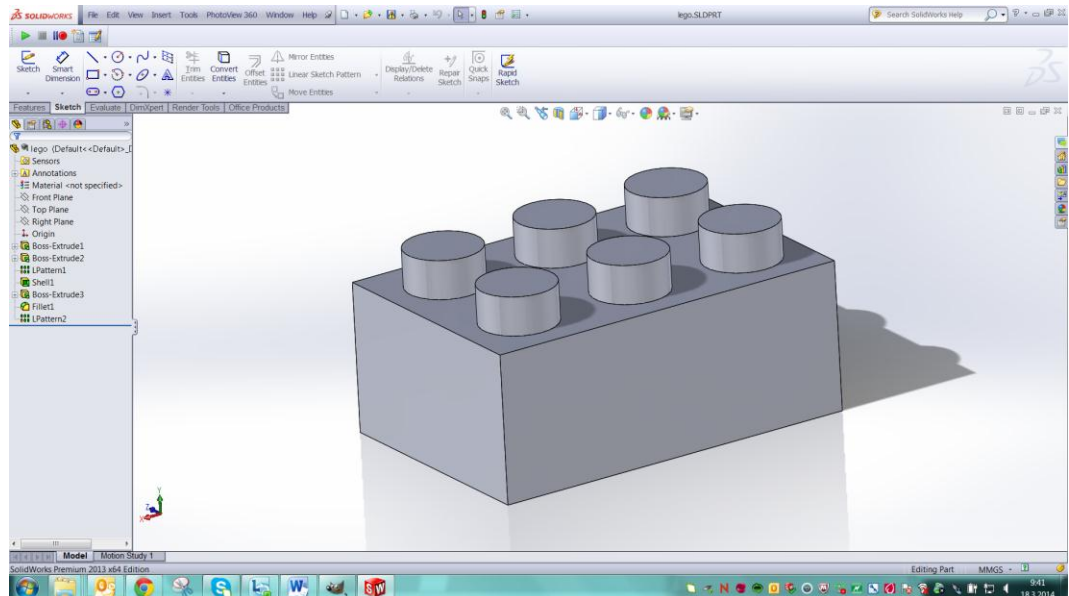 SOLIDWORKS File Edit View Insert Tools PhotoView 360 Window Help lego.SLDPRT Search SolidWorks Help
Sketch Smart Dimension Trim Entities Convert Entities Offset Entities Mirror Entities Linear Sketch Pattern Move Entities Display/Delete Relations Repair Sketch Quick Snaps Rapid Sketch
Features Sketch Evaluate DimXpert Render Tools Office Products
lego (Default<<Default>_D
Sensors
Annotations
Material <not specified>
Front Plane
Top Plane
Right Plane
Origin
Boss-Extrude1
Boss-Extrude2
LPattern1
Shell1
Boss-Extrude3
Fillet1
LPattern2
Y
Z
X
Model Motion Study 1
SolidWorks Premium 2013 x64 Edition Editing Part MMGS
9:41
18.3.2014